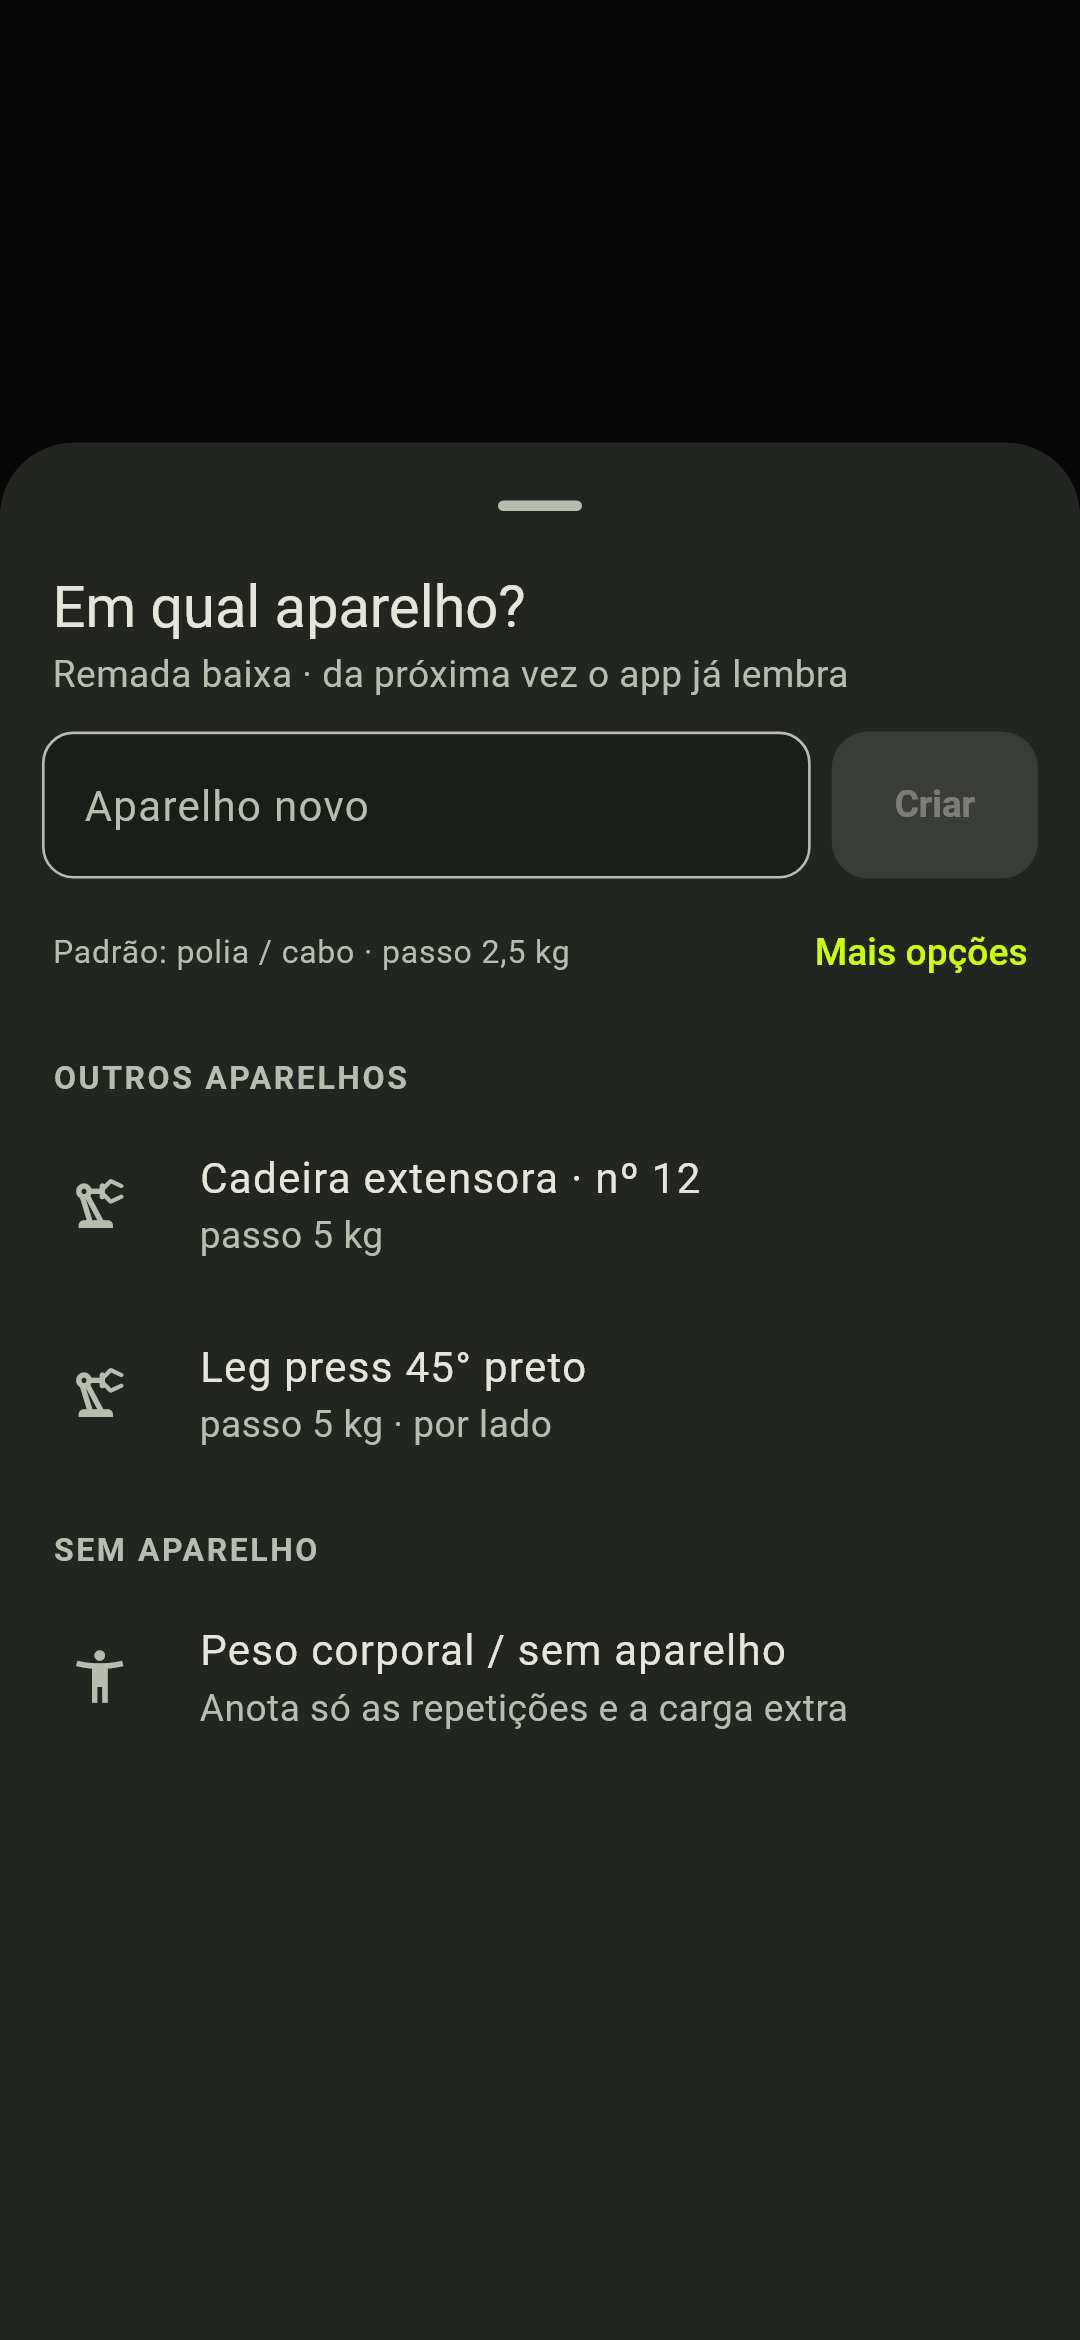 Em qual aparelho?
Remada baixa · da próxima vez o app já lembra
Aparelho novo
Criar
Padrão: polia / cabo · passo 2,5 kg
Mais opções
OUTROS APARELHOS
Cadeira extensora · nº 12
passo 5 kg
Leg press 45° preto
passo 5 kg · por lado
SEM APARELHO
Peso corporal / sem aparelho
Anota só as repetições e a carga extra